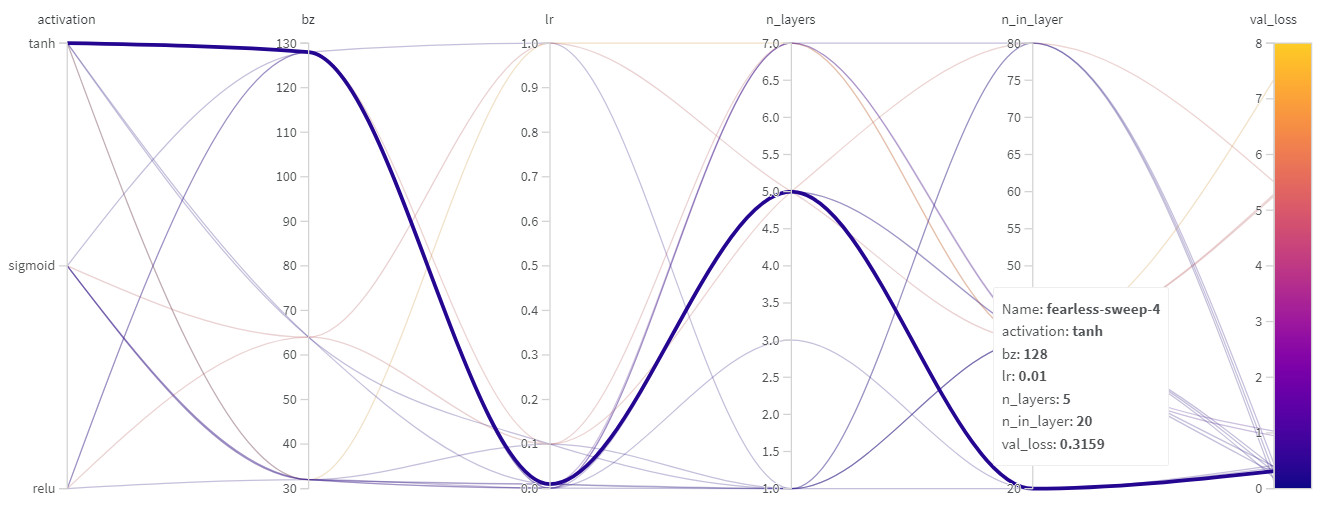 activation bz lr n_layers n_in_layer val_loss
tanh 130 1.0 7.0 80 8
120 0.9 6.5 75 7
110 0.8 6.0 70
100 0.7 5.5 65 6
90 0.6 5.0 60 5
sigmoid 80 0.5 4.5 55
70 0.4 4.0 50 4
60 0.3 3.5 3
50 0.2 3.0
40 0.1 2.5 2
relu 30 0.0 2.0 20 1
1.5 0
1.0
Name: fearless-sweep-4
activation: tanh
bz: 128
lr: 0.01
n_layers: 5
n_in_layer: 20
val_loss: 0.3159